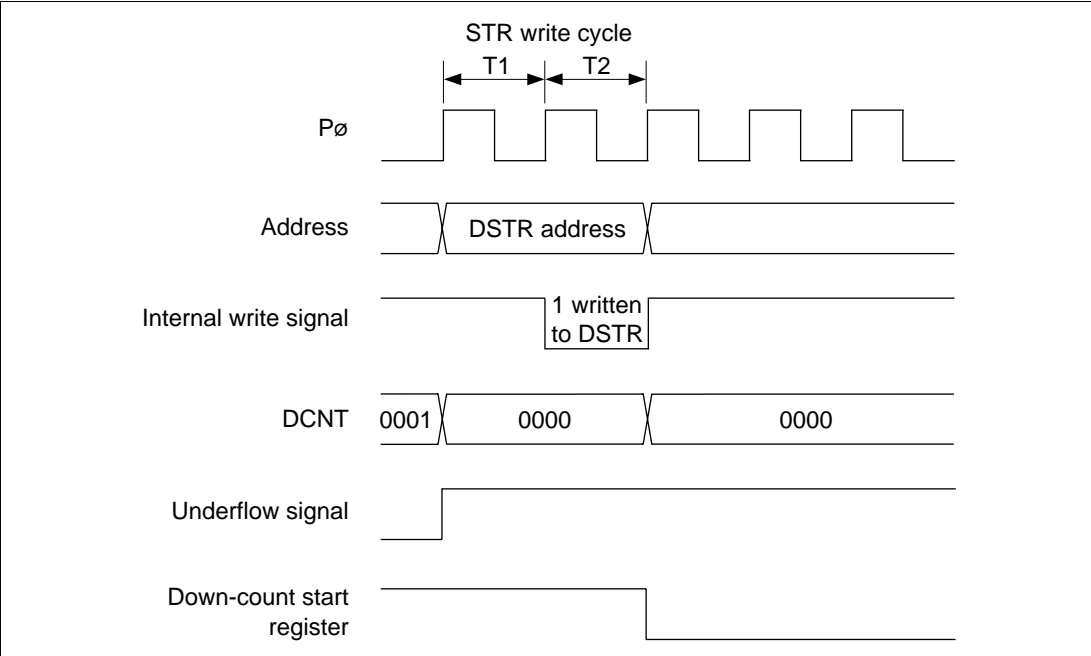 STR write cycle
T1 T2
Pø
Address DSTR address
Internal write signal 1 written
to DSTR
DCNT 0001 0000 0000
Underflow signal
Down-count start
register